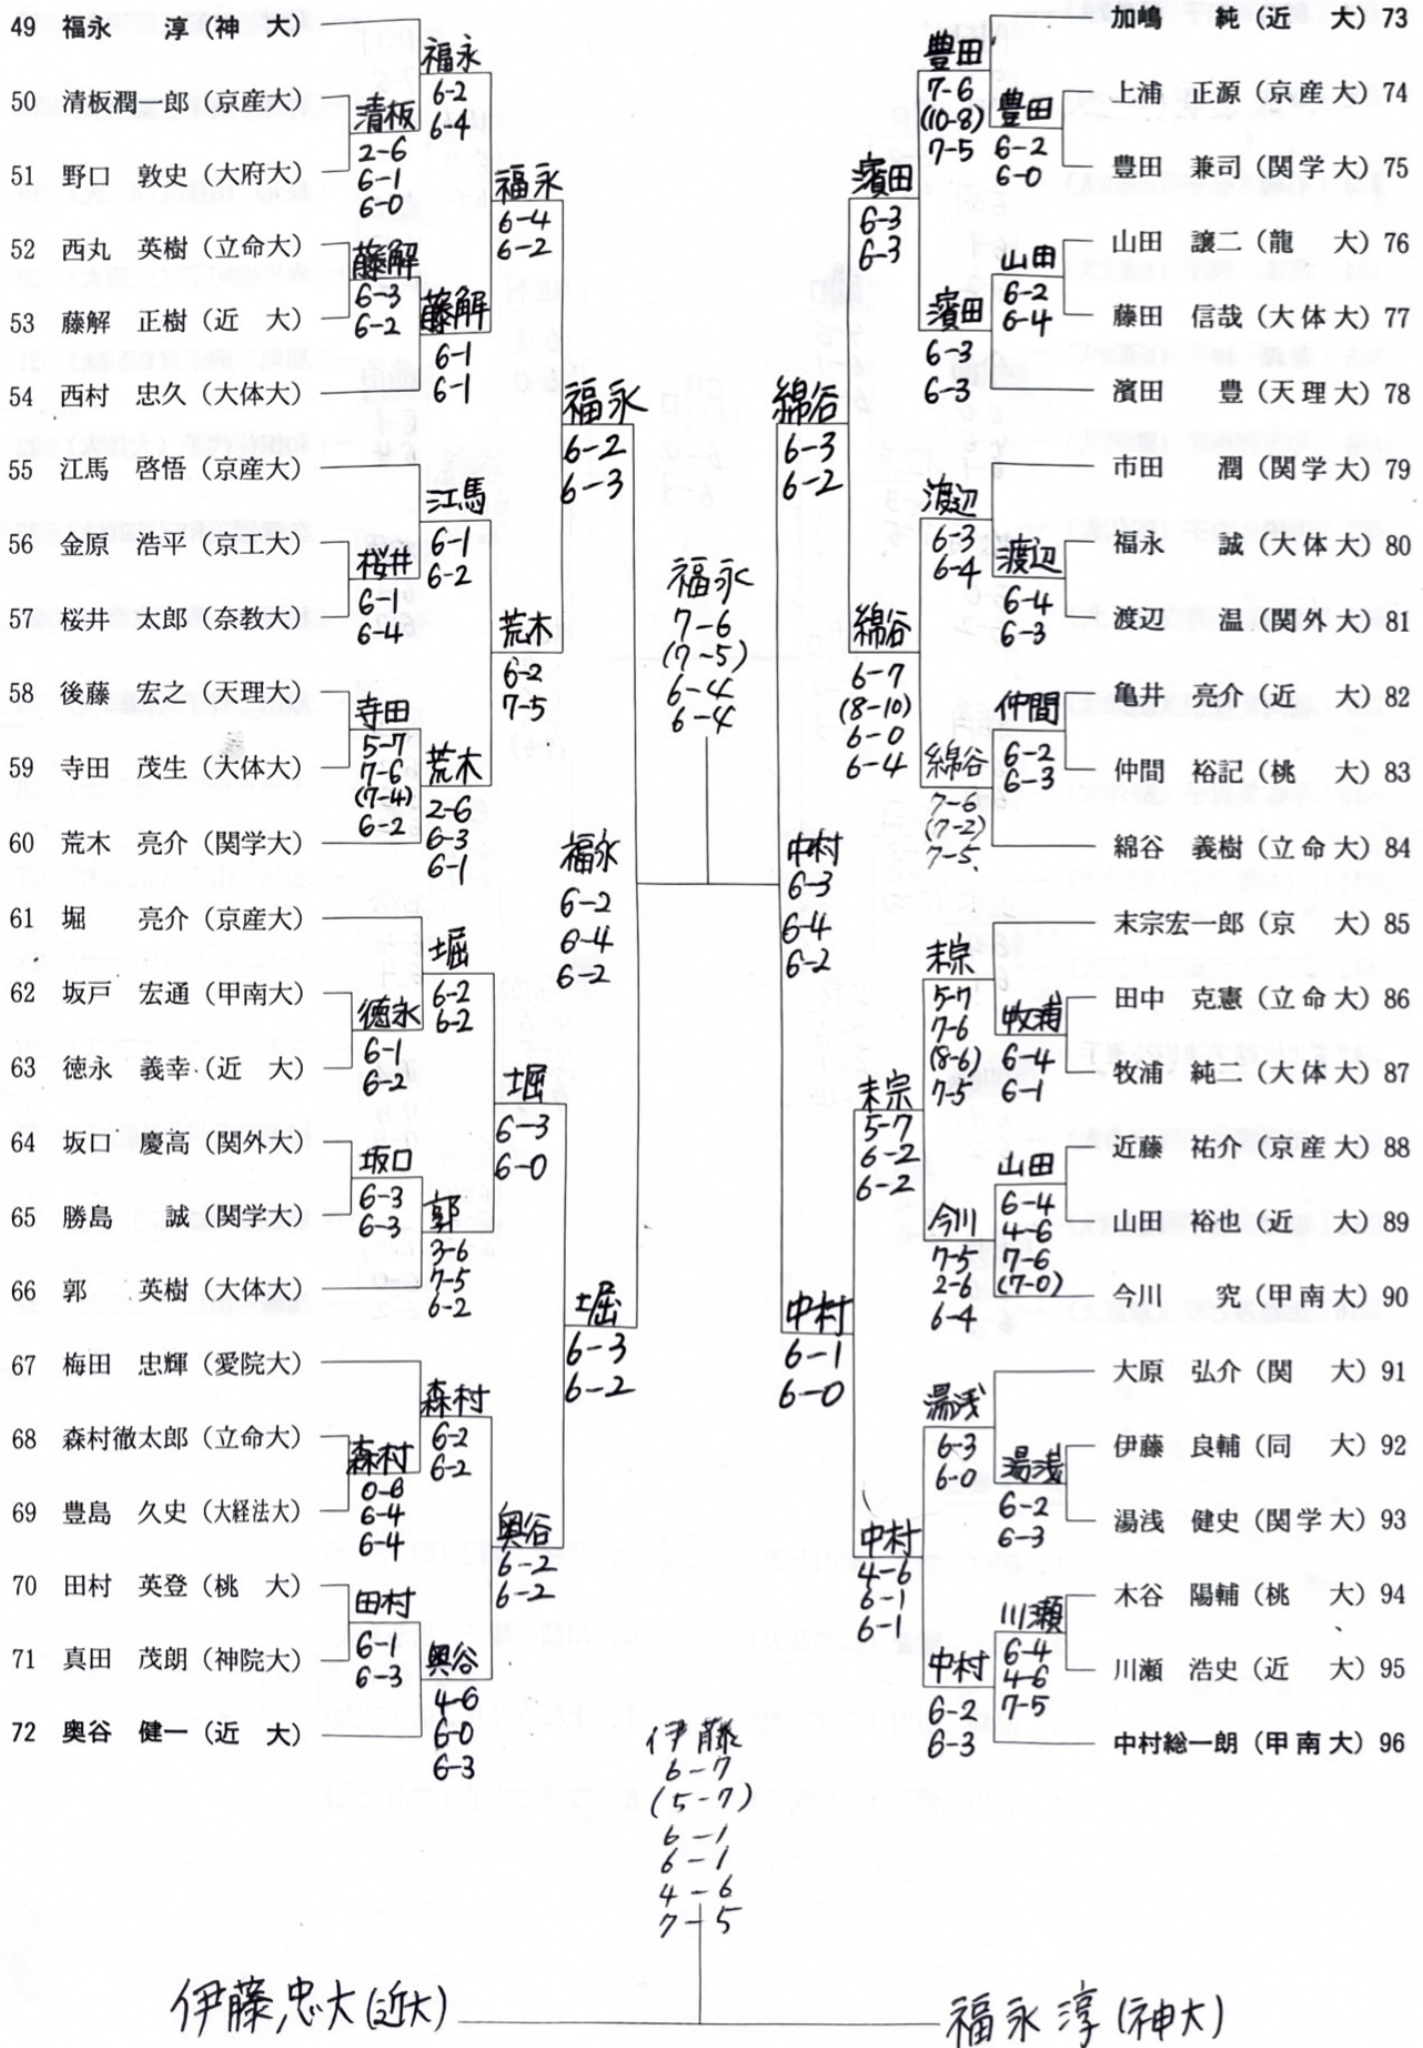 49 福永 淳（神 大）
50 清板潤一郎（京産大）
51 野口 敦史（大府大）
52 西丸 英樹（立命大）
53 藤解 正樹（近 大）
54 西村 忠久（大体大）
55 江馬 啓悟（京産大）
56 金原 浩平（京工大）
57 桜井 太郎（奈教大）
58 後藤 宏之（天理大）
59 寺田 茂生（大体大）
60 荒木 亮介（関学大）
61 堀 亮介（京産大）
62 坂戸 宏通（甲南大）
63 徳永 義幸（近 大）
64 坂口 慶高（関外大）
65 勝島 誠（関学大）
66 郭 英樹（大体大）
67 梅田 忠輝（愛院大）
68 森村徹太郎（立命大）
69 豊島 久史（大経法大）
70 田村 英登（桃 大）
71 真田 茂朗（神院大）
72 奥谷 健一（近 大）
清板
2-6
6-1
6-0
藤解
6-3
6-2
桜井
6-1
6-4
寺田
5-7
7-6
(7-4)
6-2
徳永
6-1
6-2
坂口
6-3
6-3
森村
0-6
6-4
6-4
田村
6-1
6-3
福永
6-2
6-4
藤解
6-1
6-1
江馬
6-1
6-2
荒木
2-6
6-3
6-1
堀
6-2
6-2
郭
3-6
7-5
6-2
森村
6-2
6-2
奥谷
4-6
6-0
6-3
福永
6-4
6-2
荒木
6-2
7-5
堀
6-3
6-0
奥谷
6-2
6-2
福永
6-2
6-3
堀
6-3
6-2
福永
6-2
6-4
6-2
福永
7-6
(7-5)
6-4
6-4
中村
6-3
6-4
6-2
綿谷
6-3
6-2
中村
6-1
6-0
濱田
6-3
6-3
綿谷
6-7
(8-10)
6-0
6-4
末宗
5-7
6-2
6-2
中村
4-6
6-1
6-1
豊田
7-6
(10-8)
7-5
濱田
6-3
6-3
渡辺
6-3
6-4
綿谷
7-6
(7-2)
7-5
末宗
5-7
7-6
(8-6)
7-5
今川
7-5
2-6
6-4
湯浅
6-3
6-0
中村
6-2
6-3
豊田
6-2
6-0
山田
6-2
6-4
渡辺
6-4
6-3
仲間
6-2
6-3
牧浦
6-4
6-1
山田
6-4
4-6
7-6
(7-0)
湯浅
6-2
6-3
川瀬
6-4
4-6
7-5
加嶋 純（近 大）73
上浦 正源（京産大）74
豊田 兼司（関学大）75
山田 譲二（龍 大）76
藤田 信哉（大体大）77
濱田 豊（天理大）78
市田 潤（関学大）79
福永 誠（大体大）80
渡辺 温（関外大）81
亀井 亮介（近 大）82
仲間 裕記（桃 大）83
綿谷 義樹（立命大）84
末宗宏一郎（京 大）85
田中 克憲（立命大）86
牧浦 純二（大体大）87
近藤 祐介（京産大）88
山田 裕也（近 大）89
今川 究（甲南大）90
大原 弘介（関 大）91
伊藤 良輔（同 大）92
湯浅 健史（関学大）93
木谷 陽輔（桃 大）94
川瀬 浩史（近 大）95
中村総一朗（甲南大）96
伊藤
6-7
(5-7)
6-1
6-1
4-6
7-5
伊藤忠大(近大)
福永淳(神大)